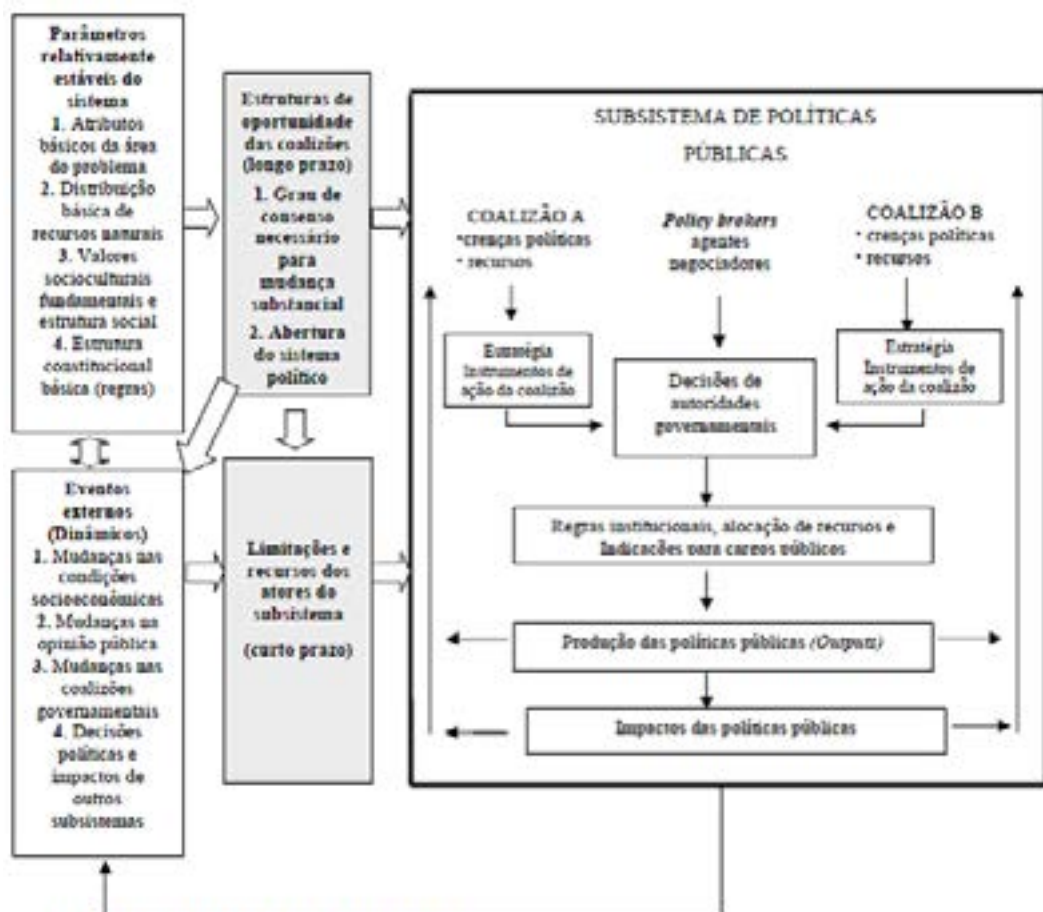 Parâmetros
relativamente
estáveis do
sistema
1. Atributos
básicos da área
do problema
2. Distribuição
básica de
recursos naturais
3. Valores
socioculturais
fundamentais e
estrutura social
4. Estrutura
constitucional
básica (regras)
Estruturas de
oportunidade
das coalizões
(longo prazo)
1. Grau de
consenso
necessário
para
mudança
substancial
2. Abertura
do sistema
político
Eventos
externos
(Dinâmicos)
1. Mudanças nas
condições
socioeconômicas
2. Mudanças na
opinião pública
3. Mudanças nas
coalizões
governamentais
4. Decisões
políticas e
impactos de
outros
subsistemas
Limitações e
recursos dos
atores do
subsistema
(curto prazo)
SUBSISTEMA DE POLÍTICAS
PÚBLICAS
COALIZÃO A
•crenças políticas
• recursos
Policy brokers
agentes
negociadores
COALIZÃO B
• crenças políticas
• recursos
Estratégia
Instrumentos de
ação da coalizão
Decisões de
autoridades
governamentais
Estratégia
Instrumentos de
ação da coalizão
Regras institucionais, alocação de recursos e
Indicações para cargos públicos
Produção das políticas públicas (Outputs)
Impactos das políticas públicas